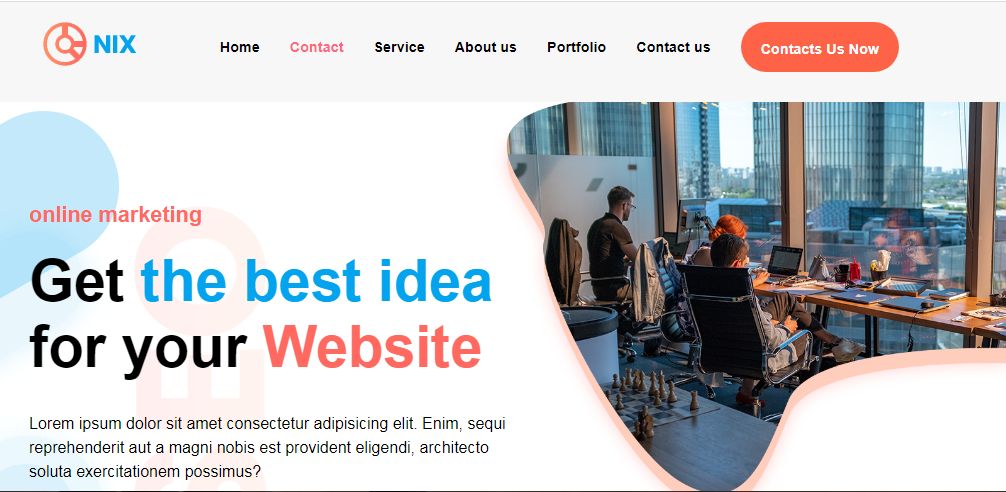 NIX
Home Contact Service About us Portfolio Contact us Contacts Us Now
online marketing
Get the best idea
for your Website
Lorem ipsum dolor sit amet consectetur adipisicing elit. Enim, sequi
reprehenderit aut a magni nobis est provident eligendi, architecto
soluta exercitationem possimus?